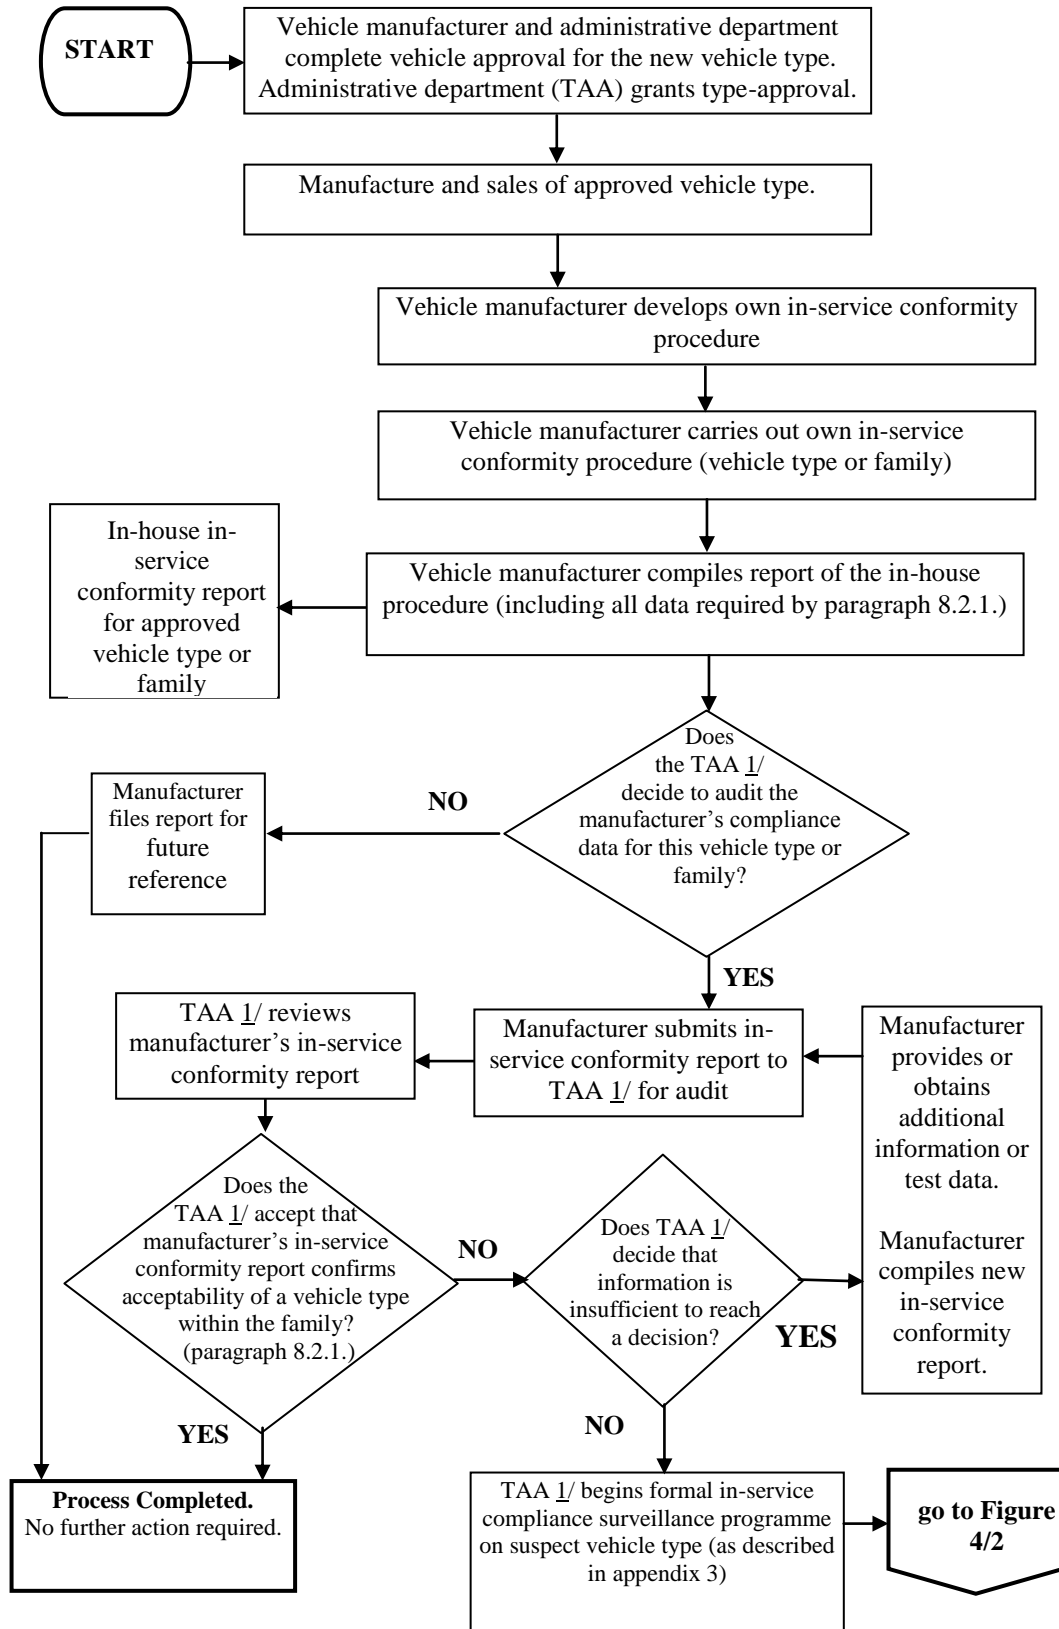 START
Vehicle manufacturer and administrative department
complete vehicle approval for the new vehicle type.
Administrative department (TAA) grants type-approval.
Manufacture and sales of approved vehicle type.
Vehicle manufacturer develops own in-service conformity
procedure
Vehicle manufacturer carries out own in-service
conformity procedure (vehicle type or family)
In-house in-
service
conformity report
for approved
vehicle type or
family
Vehicle manufacturer compiles report of the in-house
procedure (including all data required by paragraph 8.2.1.)
Does
the TAA 1/
decide to audit the
manufacturer’s compliance
data for this vehicle type or
family?
NO
Manufacturer
files report for
future
reference
YES
TAA 1/ reviews
manufacturer’s in-service
conformity report
Manufacturer submits in-
service conformity report to
TAA 1/ for audit
Manufacturer
provides or
obtains
additional
information or
test data.
Manufacturer
compiles new
in-service
conformity
report.
Does the
TAA 1/ accept that
manufacturer’s in-service
conformity report confirms
acceptability of a vehicle type
within the family?
(paragraph 8.2.1.)
NO
Does TAA 1/
decide that
information is
insufficient to reach
a decision?
YES
YES
NO
Process Completed.
No further action required.
TAA 1/ begins formal in-service
compliance surveillance programme
on suspect vehicle type (as described
in appendix 3)
go to Figure
4/2